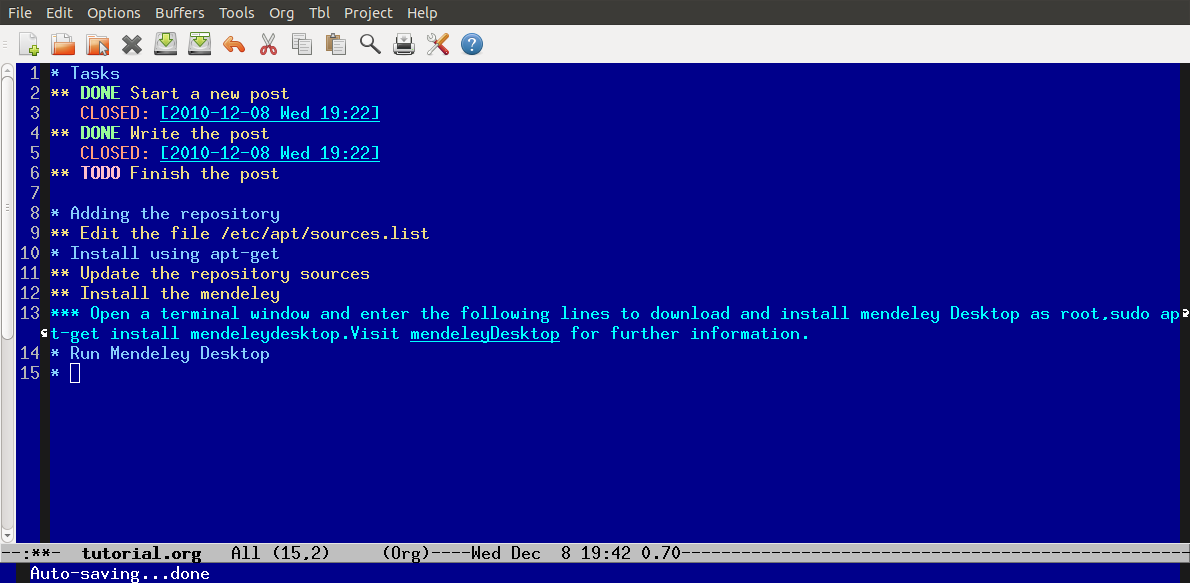 File Edit Options Buffers Tools Org Tbl Project Help
1 * Tasks
2 ** DONE Start a new post
3 CLOSED: [2010-12-08 Wed 19:22]
4 ** DONE Write the post
5 CLOSED: [2010-12-08 Wed 19:22]
6 ** TODO Finish the post
7
8 * Adding the repository
9 ** Edit the file /etc/apt/sources.list
10 * Install using apt-get
11 ** Update the repository sources
12 ** Install the mendeley
13 *** Open a terminal window and enter the following lines to download and install mendeley Desktop as root,sudo ap
t-get install mendeleydesktop.Visit mendeleyDesktop for further information.
14 * Run Mendeley Desktop
15 *
--:**- tutorial.org All (15,2) (Org)----Wed Dec 8 19:42 0.70--------------------------------------------------
Auto-saving...done